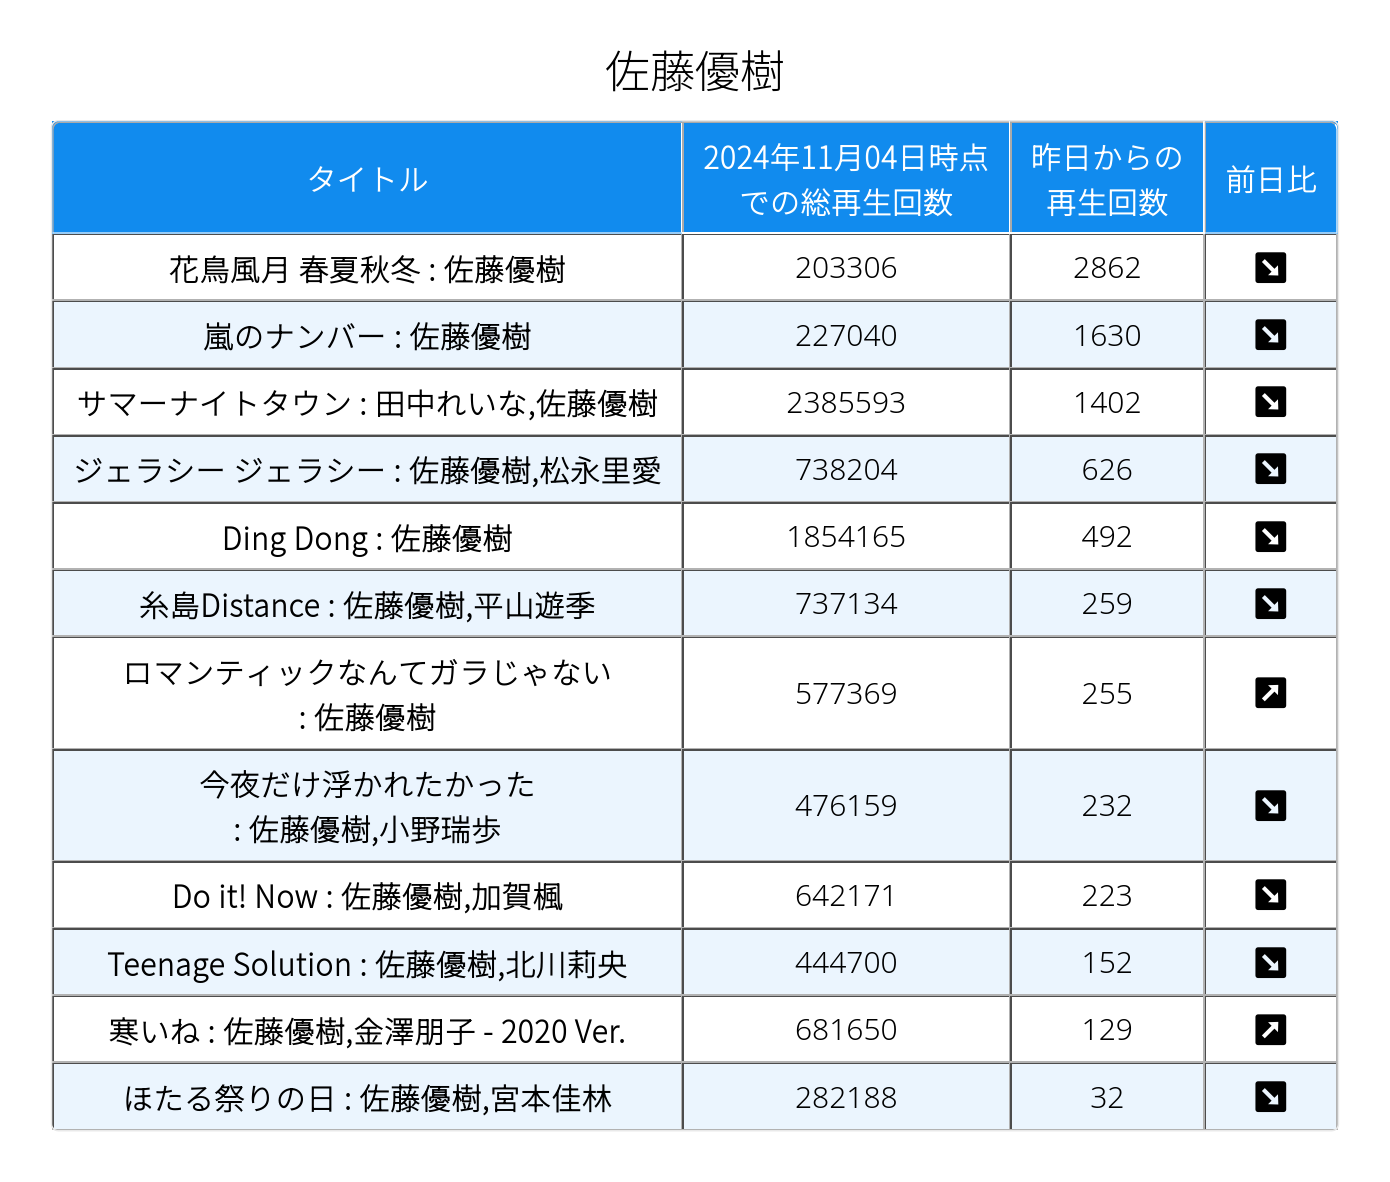 佐藤優樹
タイトル
2024年11月04日時点
での総再生回数
昨日からの
再生回数
前日比
花鳥風月 春夏秋冬 : 佐藤優樹
203306
2862
嵐のナンバー : 佐藤優樹
227040
1630
サマーナイトタウン : 田中れいな,佐藤優樹
2385593
1402
ジェラシー ジェラシー : 佐藤優樹,松永里愛
738204
626
Ding Dong : 佐藤優樹
1854165
492
糸島Distance : 佐藤優樹,平山遊季
737134
259
ロマンティックなんてガラじゃない
: 佐藤優樹
577369
255
今夜だけ浮かれたかった
: 佐藤優樹,小野瑞歩
476159
232
Do it! Now : 佐藤優樹,加賀楓
642171
223
Teenage Solution : 佐藤優樹,北川莉央
444700
152
寒いね : 佐藤優樹,金澤朋子 - 2020 Ver.
681650
129
ほたる祭りの日 : 佐藤優樹,宮本佳林
282188
32